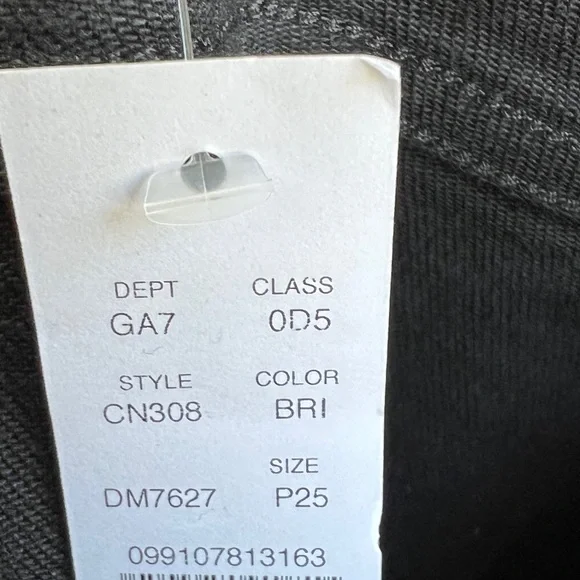 DEPT CLASS
GA7 0D5
STYLE COLOR
CN308 BRI
SIZE
DM7627 P25
099107813163